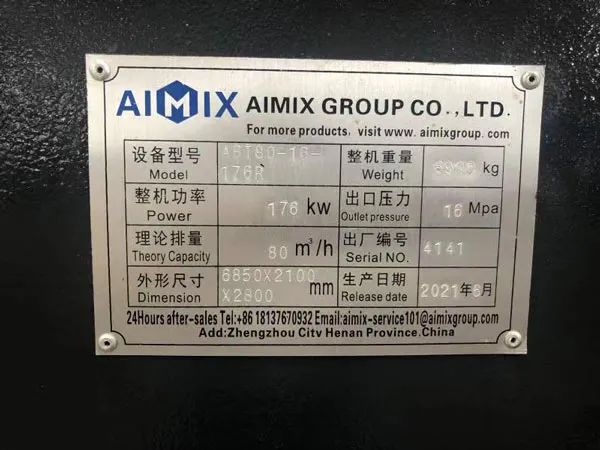 AIMIX AIMIX GROUP CO.,LTD.
For more products, visit www. aimixgroup. com
设备型号 整机重量
Model Weight kg
整机功率 176 kw 出口压力 16 Mpa
Power Outlet pressure
理论排量 80 m³/h 出厂编号 4141
Theory Capacity Serial NO.
外形尺寸 6850X2100 mm 生产日期 2021年6月
Dimension X2800 Release date
24Hours after-sales Tel:+86 18137670932 Email:aimix-service101@aimixgroup.com
Add:Zhengzhou City Henan Province.China